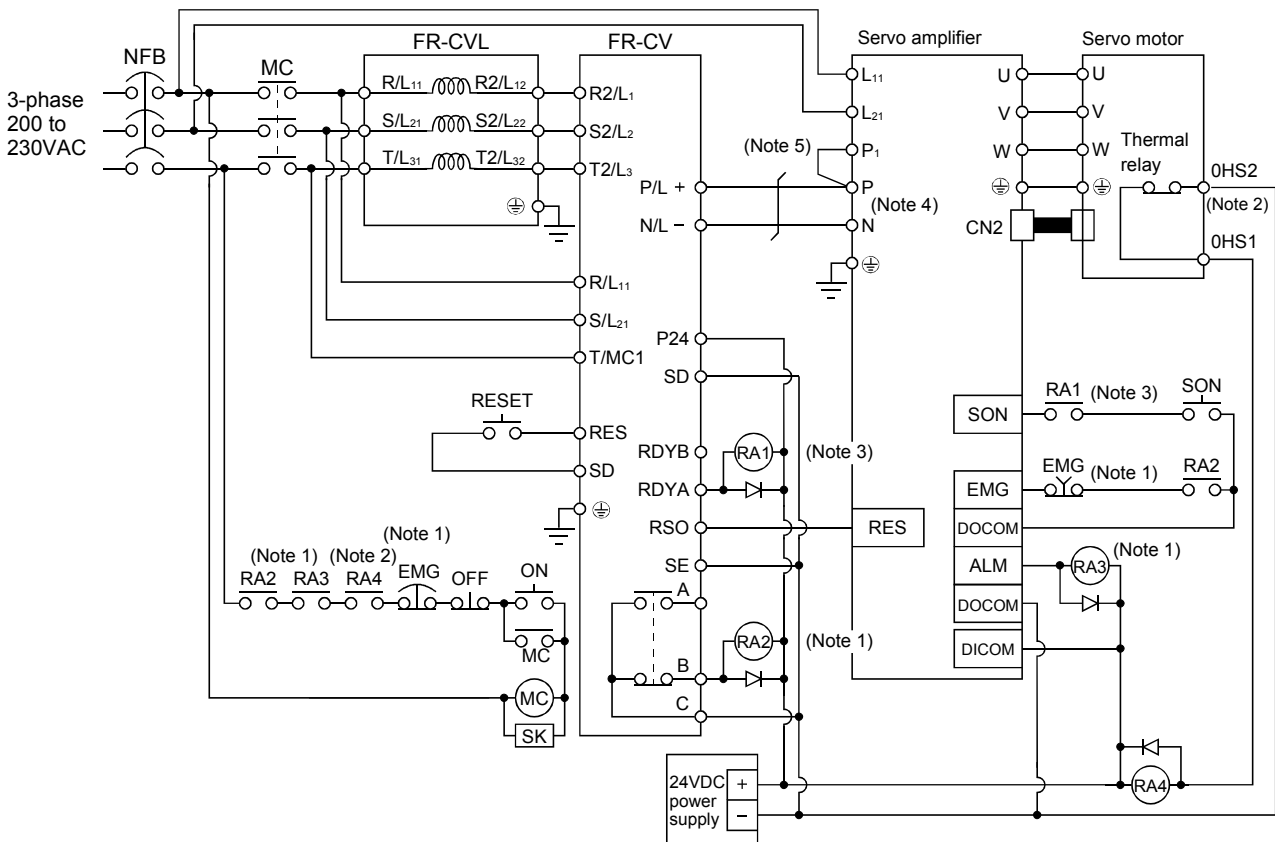 FR-CVL
FR-CV
Servo amplifier
Servo motor
NFB
MC
3-phase
200 to
230VAC
R/L11
R2/L12
S/L21
S2/L22
T/L31
T2/L32
R2/L1
S2/L2
T2/L3
P/L +
N/L −
R/L11
S/L21
T/MC1
RESET
RES
SD
P24
SD
RDYB
RDYA
RSO
SE
A
B
C
RA1
(Note 3)
RA2
(Note 1)
L11
L21
(Note 5)
P1
P
(Note 4)
N
U
V
W
CN2
U
V
W
Thermal
relay
0HS2
(Note 2)
0HS1
SON
RA1
(Note 3)
SON
EMG
EMG
(Note 1)
RA2
DOCOM
ALM
RA3
(Note 1)
DOCOM
DICOM
RES
(Note 1)
(Note 2)
(Note 1)
RA2
RA3
RA4
EMG
OFF
ON
MC
MC
SK
24VDC
power
supply
+
−
RA4